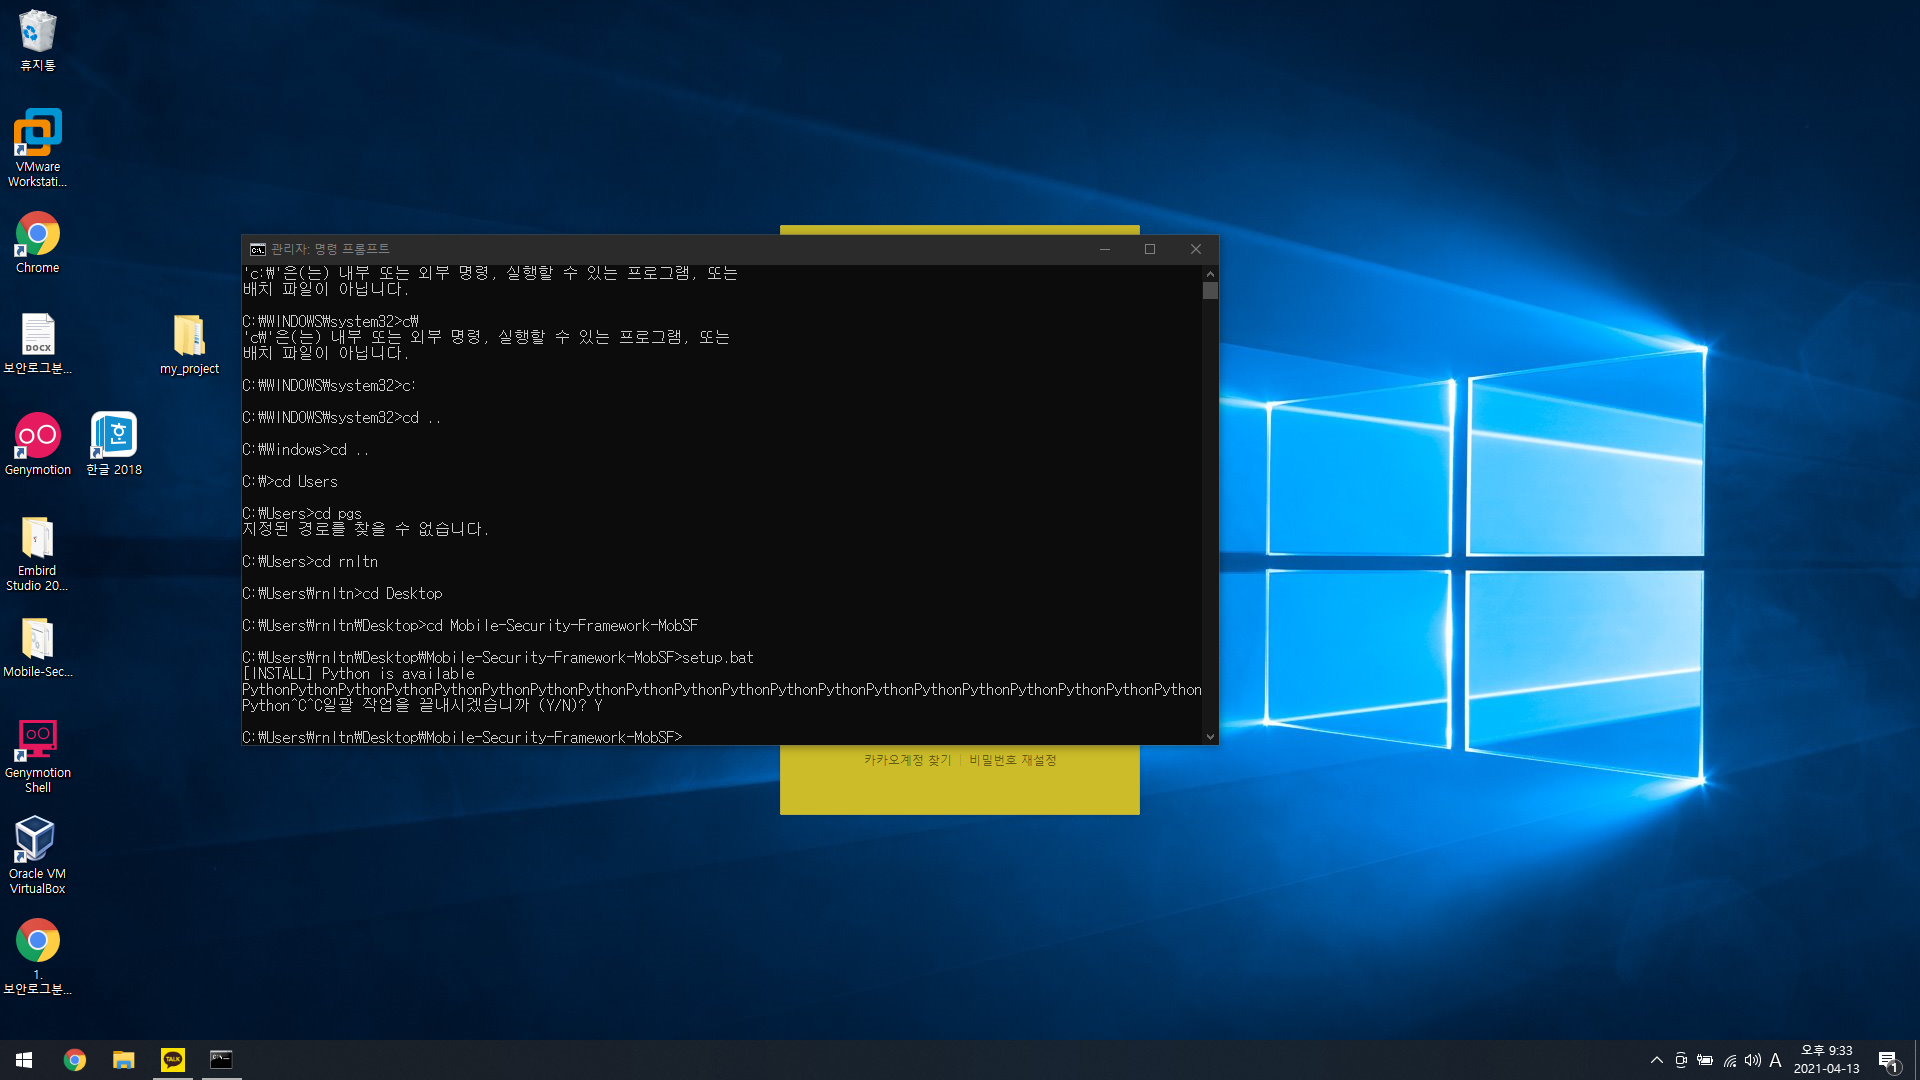 휴지통
VMware
Workstati...
Chrome
DOCX
보안로그분...
my_project
Genymotion
한글 2018
Embird
Studio 20...
Mobile-Sec...
Genymotion
Shell
Oracle VM
VirtualBox
1.
보안로그분...
관리자: 명령 프롬프트
'c:₩'은(는) 내부 또는 외부 명령, 실행할 수 있는 프로그램, 또는
배치 파일이 아닙니다.
C:₩WINDOWS₩system32>c₩
'c₩'은(는) 내부 또는 외부 명령, 실행할 수 있는 프로그램, 또는
배치 파일이 아닙니다.
C:₩WINDOWS₩system32>c:
C:₩WINDOWS₩system32>cd ..
C:₩Windows>cd ..
C:₩>cd Users
C:₩Users>cd pgs
지정된 경로를 찾을 수 없습니다.
C:₩Users>cd rnltn
C:₩Users₩rnltn>cd Desktop
C:₩Users₩rnltn₩Desktop>cd Mobile-Security-Framework-MobSF
C:₩Users₩rnltn₩Desktop₩Mobile-Security-Framework-MobSF>setup.bat
[INSTALL] Python is available
PythonPythonPythonPythonPythonPythonPythonPythonPythonPythonPythonPythonPythonPythonPythonPythonPythonPythonPythonPython
Python^C^C일괄 작업을 끝내시겠습니까 (Y/N)? Y
C:₩Users₩rnltn₩Desktop₩Mobile-Security-Framework-MobSF>
카카오계정 찾기 | 비밀번호 재설정
TALK
A
오후 9:33
2021-04-13
1